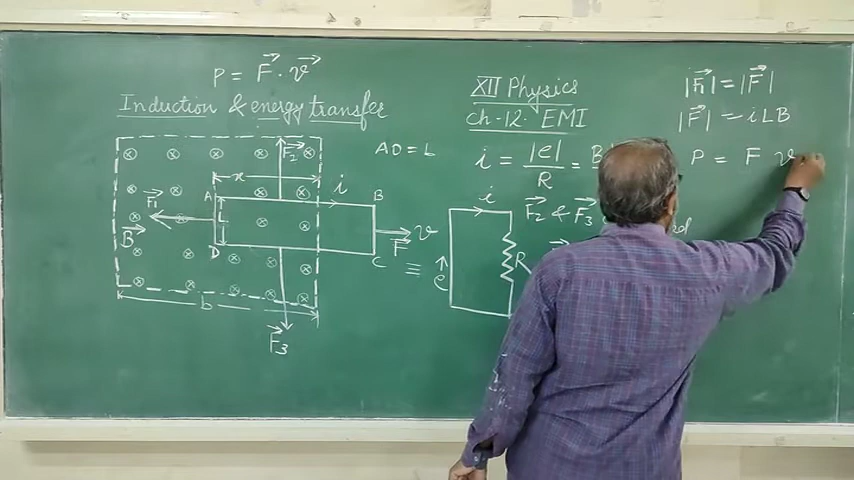 P = F⃗ · v⃗
Induction & energy transfer
XII Physics
Ch-12. EMI
|F⃗₁| = |F⃗|
|F⃗| = iLB
AD = L
i = |e|/R = B
P = F v
F⃗₂ & F⃗₃
F⃗₂
x
i
A
B
F⃗₁
L
B⃗
v
F⃗
D
C
b
F⃗₃
≡
i
e
R